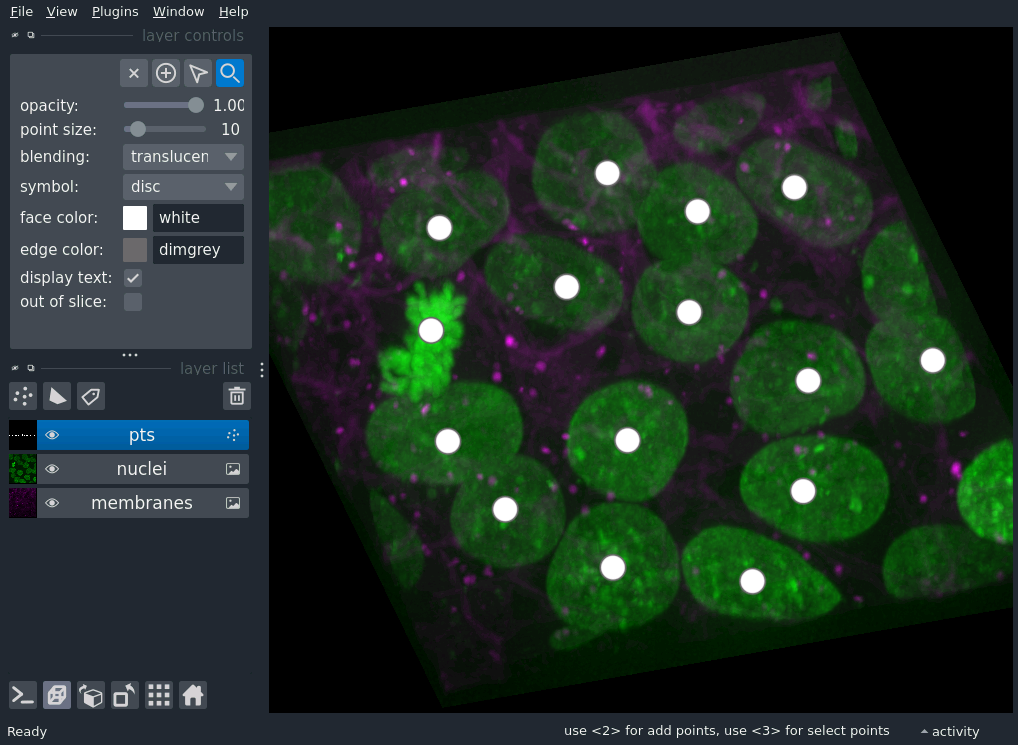 File View Plugins Window Help
layer controls
opacity: 1.00
point size: 10
blending: translucen
symbol: disc
face color: white
edge color: dimgrey
display text:
out of slice:
layer list
pts
nuclei
membranes
Ready use <2> for add points, use <3> for select points activity